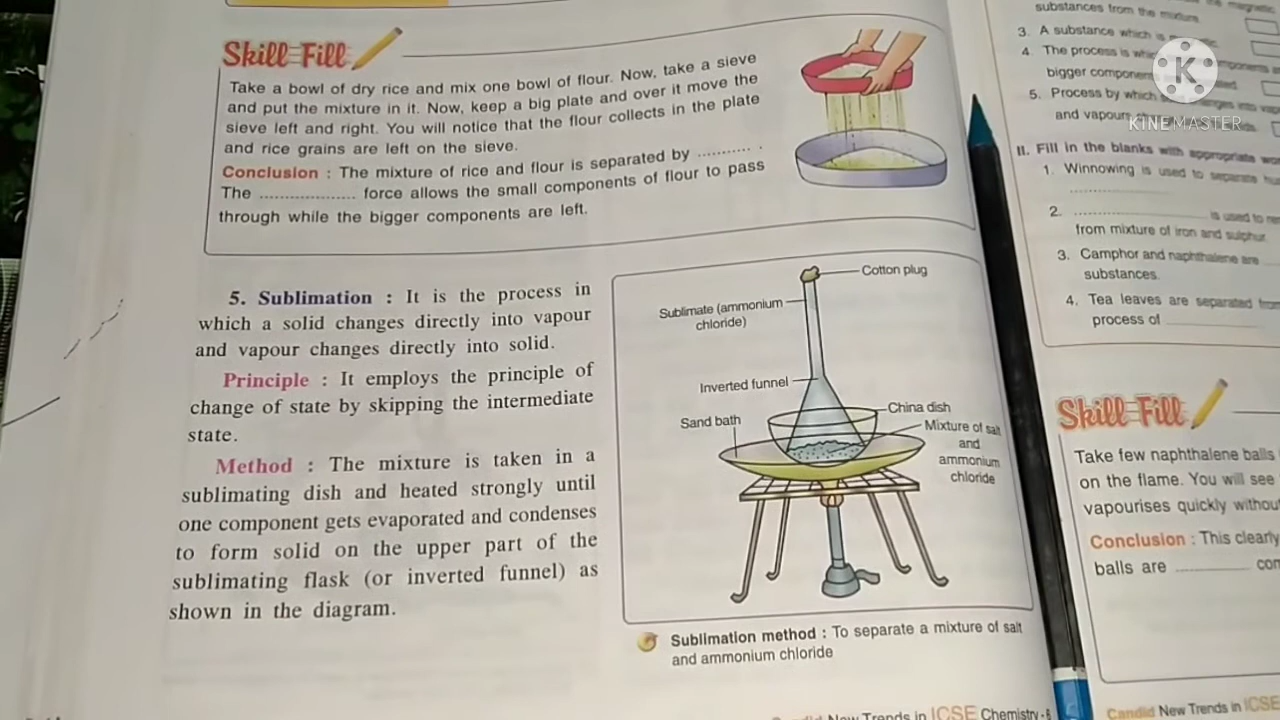 Skill-Fill
Take a bowl of dry rice and mix one bowl of flour. Now, take a sieve
and put the mixture in it. Now, keep a big plate and over it move the
sieve left and right. You will notice that the flour collects in the plate
and rice grains are left on the sieve.
Conclusion : The mixture of rice and flour is separated by ........... .
The ................... force allows the small components of flour to pass
through while the bigger components are left.
5. Sublimation : It is the process in
which a solid changes directly into vapour
and vapour changes directly into solid.
Principle : It employs the principle of
change of state by skipping the intermediate
state.
Method : The mixture is taken in a
sublimating dish and heated strongly until
one component gets evaporated and condenses
to form solid on the upper part of the
sublimating flask (or inverted funnel) as
shown in the diagram.
Cotton plug
Sublimate (ammonium
chloride)
Inverted funnel
China dish
Sand bath
Mixture of salt
and
ammonium
chloride
Sublimation method : To separate a mixture of salt
and ammonium chloride
New Trends in ICSE Chemistry-6
substances from the mixture
3. A substance which is
4. The process is
bigger
5. Process by which
and
K
KINEMASTER
II. Fill in the blanks with appropriate
1. Winnowing is used to separate
2. ........................ is used to
from mixture of iron and sulphur.
3. Camphor and naphthalene are
substances.
4. Tea leaves are separated from
process of
Skill-Fill
Take few naphthalene balls
on the flame. You will see
vapourises quickly
Conclusion : This clearly
balls are
Candid New Trends in ICSE